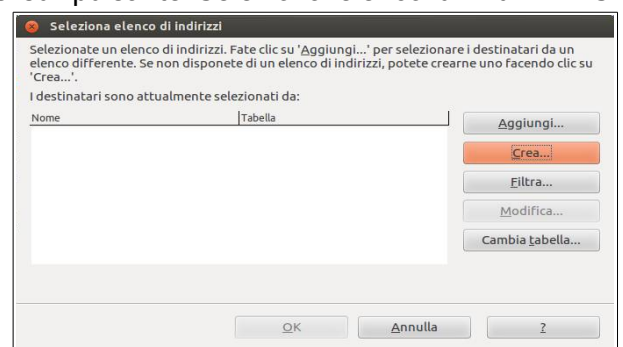 Seleziona elenco di indirizzi
Selezionate un elenco di indirizzi. Fate clic su 'Aggiungi...' per selezionare i destinatari da un
elenco differente. Se non disponete di un elenco di indirizzi, potete crearne uno facendo clic su
'Crea...'.
I destinatari sono attualmente selezionati da:
Nome Tabella
Aggiungi...
Crea...
Filtra...
Modifica...
Cambia tabella...
OK Annulla ?